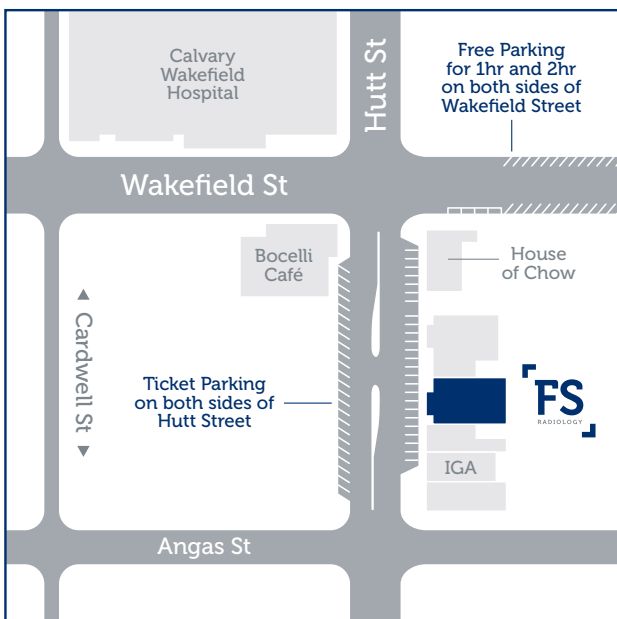 Calvary
Wakefield
Hospital
Hutt St
Free Parking
for 1hr and 2hr
on both sides of
Wakefield Street
Wakefield St
Bocelli
Café
House
of Chow
Cardwell St
Ticket Parking
on both sides of
Hutt Street
FS
RADIOLOGY
IGA
Angas St